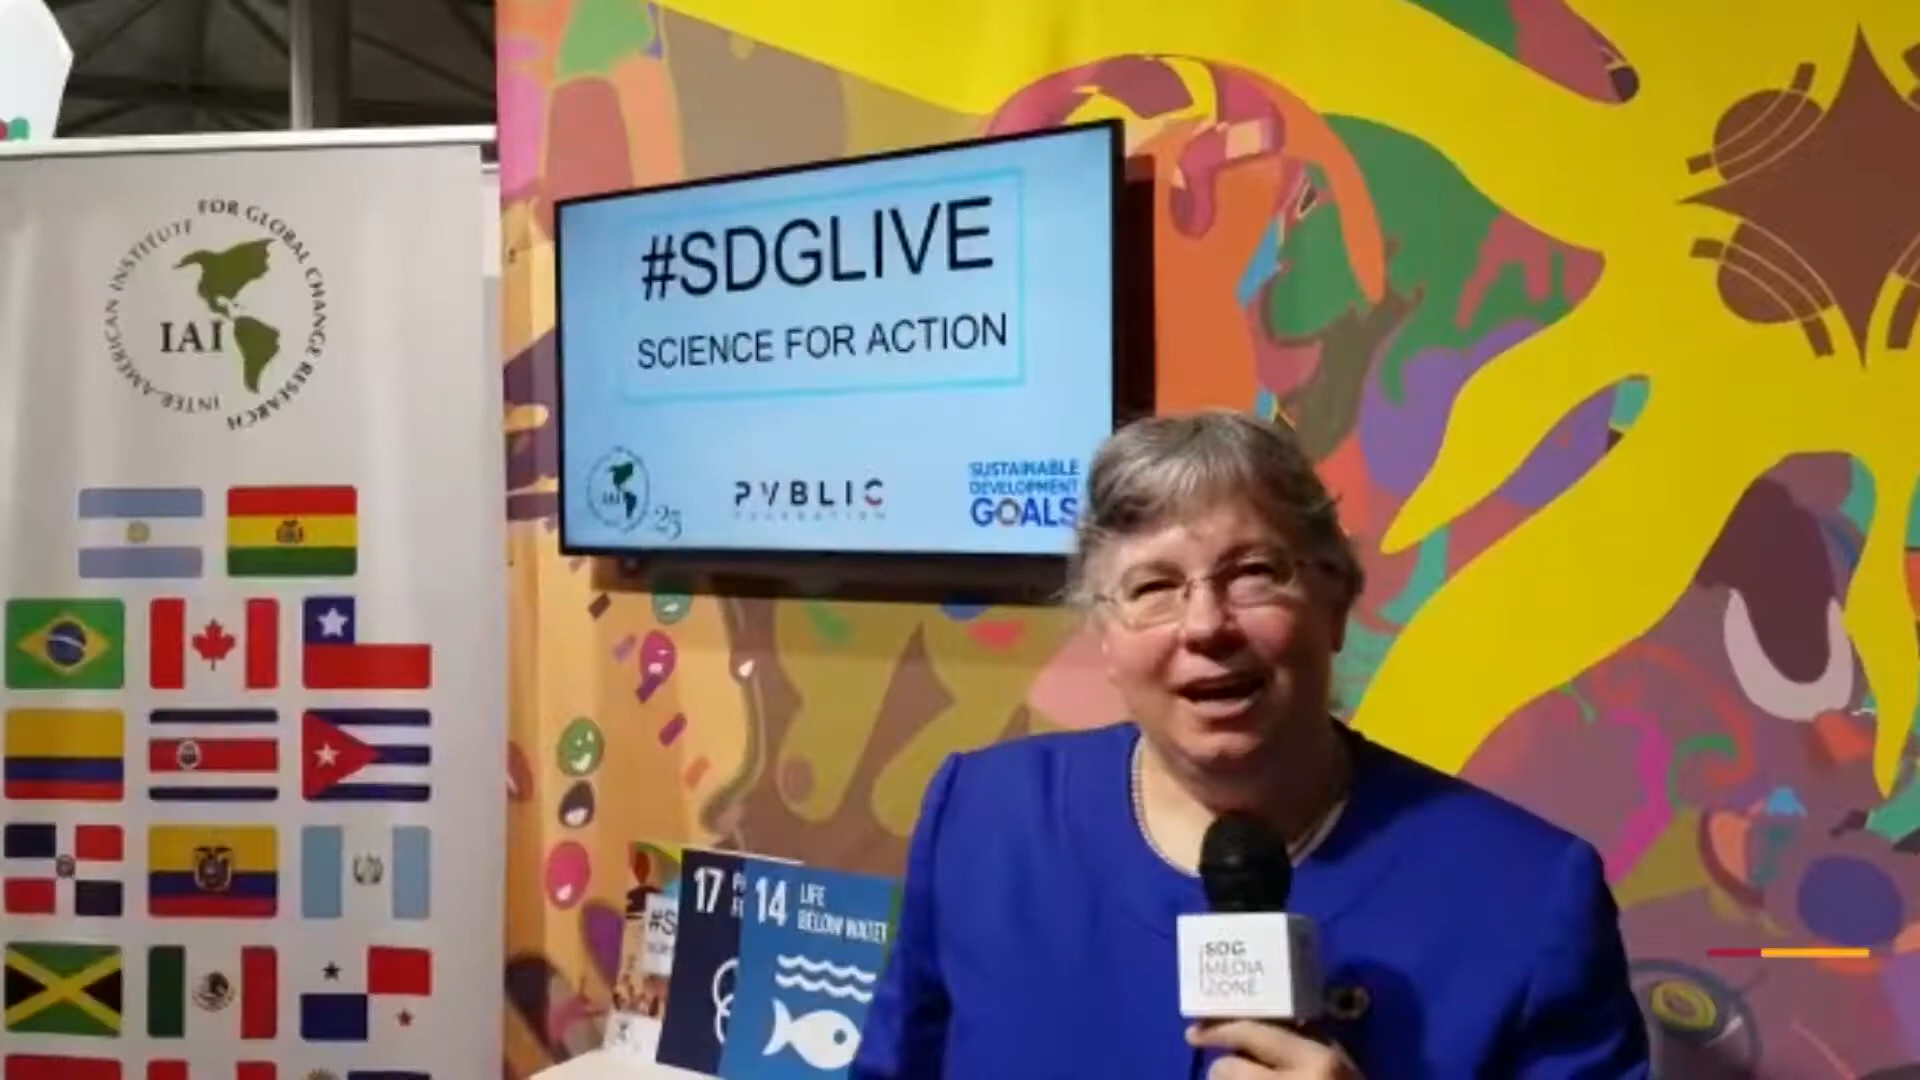 INTER-AMERICAN INSTITUTE FOR GLOBAL CHANGE RESEARCH
IAI
#SDGLIVE
SCIENCE FOR ACTION
IAI
25
PVBLIC
FOUNDATION
SUSTAINABLE
DEVELOPMENT
GOALS
17
14 LIFE
BELOW WATER
#S
SDG
MEDIA
ZONE